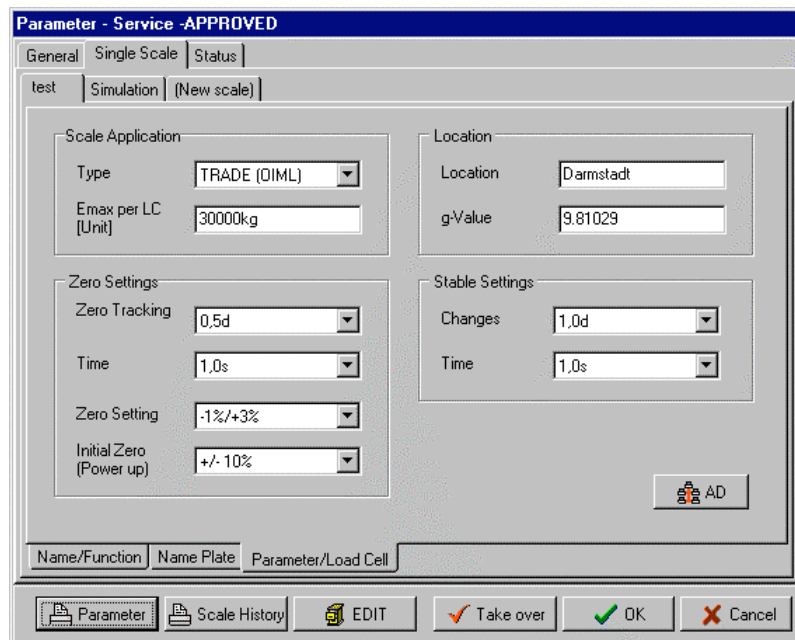 Parameter - Service -APPROVED
General Single Scale Status
test Simulation (New scale)
Scale Application
Type TRADE (OIML)
Emax per LC
[Unit] 30000kg
Location
Location Darmstadt
g-Value 9.81029
Zero Settings
Zero Tracking 0,5d
Time 1,0s
Zero Setting -1%/+3%
Initial Zero
(Power up) +/- 10%
Stable Settings
Changes 1,0d
Time 1,0s
AD
Name/Function Name Plate Parameter/Load Cell
Parameter Scale History EDIT Take over OK Cancel